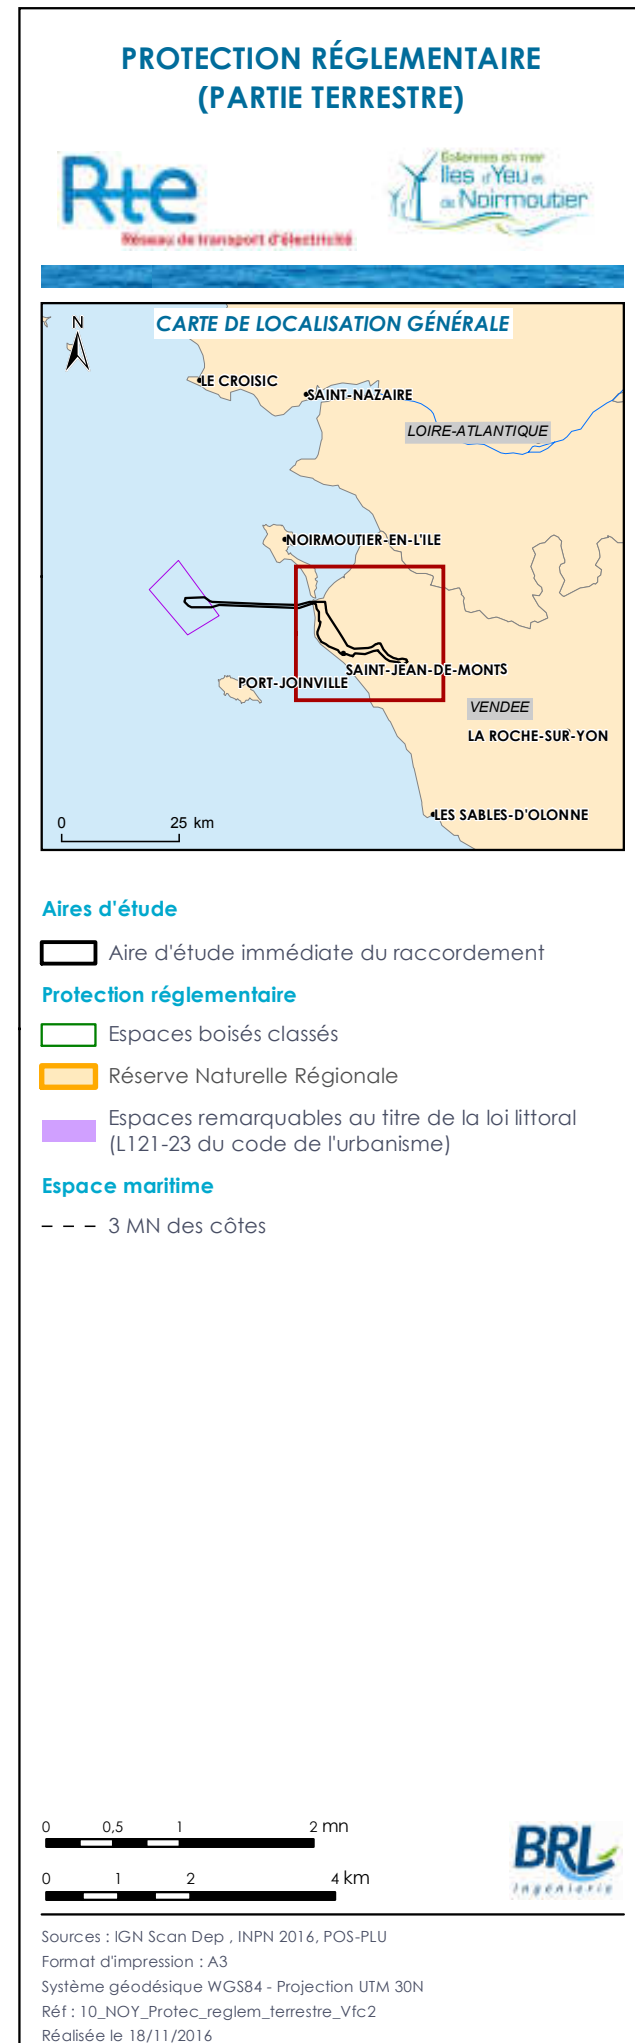 PROTECTION RÉGLEMENTAIRE
(PARTIE TERRESTRE)
Rte
Réseau de transport d'électricité
Éoliennes en mer
Iles d'Yeu et
de Noirmoutier
CARTE DE LOCALISATION GÉNÉRALE
N
LE CROISIC
SAINT-NAZAIRE
LOIRE-ATLANTIQUE
NOIRMOUTIER-EN-L'ILE
SAINT-JEAN-DE-MONTS
PORT-JOINVILLE
VENDEE
LA ROCHE-SUR-YON
LES SABLES-D'OLONNE
0 25 km
Aires d'étude
Aire d'étude immédiate du raccordement
Protection réglementaire
Espaces boisés classés
Réserve Naturelle Régionale
Espaces remarquables au titre de la loi littoral
(L121-23 du code de l'urbanisme)
Espace maritime
3 MN des côtes
0 0,5 1 2 mn
0 1 2 4 km
BRL
Ingénierie
Sources : IGN Scan Dep , INPN 2016, POS-PLU
Format d'impression : A3
Système géodésique WGS84 - Projection UTM 30N
Réf : 10_NOY_Protec_reglem_terrestre_Vfc2
Réalisée le 18/11/2016